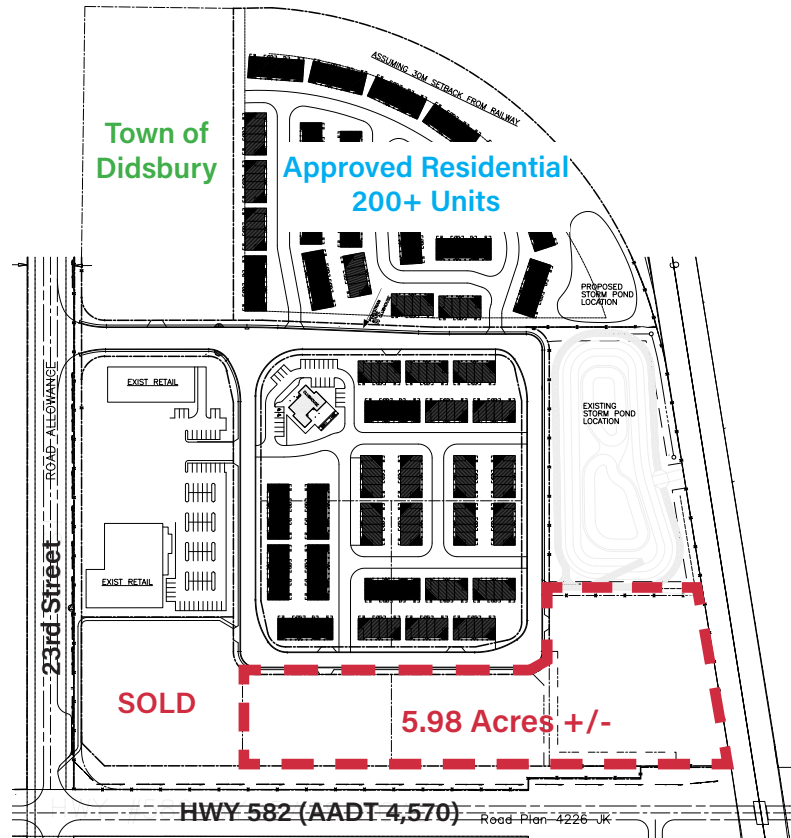 ASSUMING 30M SETBACK FROM RAILWAY
Town of
Didsbury
Approved Residential
200+ Units
PROPOSED
STORM POND
LOCATION
ROAD ALLOWANCE
EXIST RETAIL
EXISTING
STORM POND
LOCATION
EXIST RETAIL
23rd Street
SOLD
5.98 Acres +/-
HWY 582 (AADT 4,570)
Road Plan 4226 JK